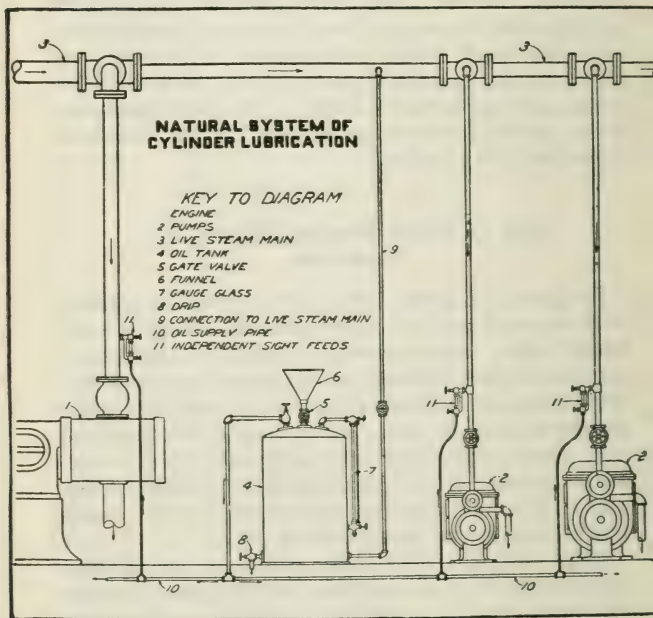 3
3
NATURAL SYSTEM OF
CYLINDER LUBRICATION
KEY TO DIAGRAM
ENGINE
2 PUMPS
3 LIVE STEAM MAIN
4 OIL TANK
5 GATE VALVE
6 FUNNEL
7 GAUGE GLASS
8 DRIP
9 CONNECTION TO LIVE STEAM MAIN
10 OIL SUPPLY PIPE
11 INDEPENDENT SIGHT FEEDS
9
11
6
11
11
5
1
2
2
4
7
8
10
10